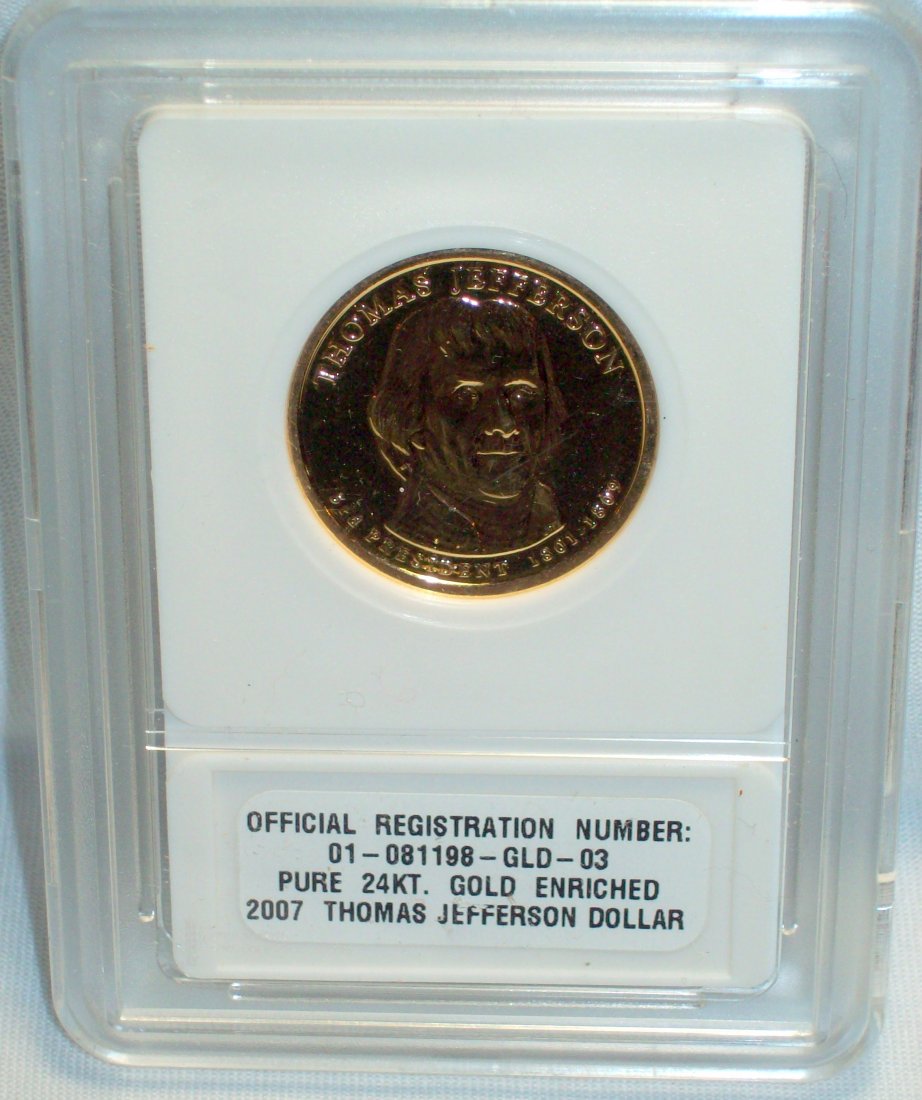 THOMAS JEFFERSON
3rd PRESIDENT 1801-1809
OFFICIAL REGISTRATION NUMBER:
01-081198-GLD-03
PURE 24KT. GOLD ENRICHED
2007 THOMAS JEFFERSON DOLLAR